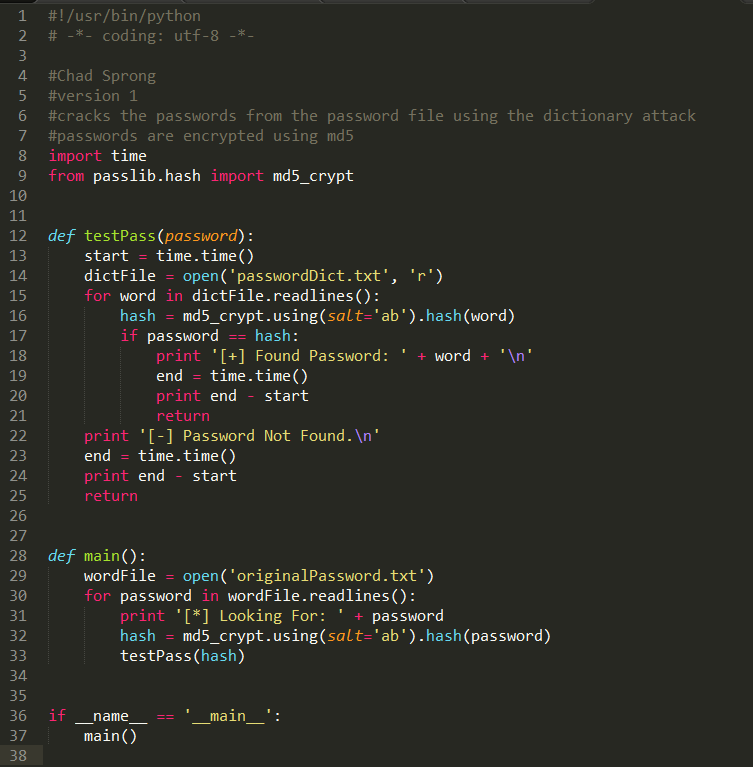 1 #!/usr/bin/python
2 # -*- coding: utf-8 -*-
3
4 #Chad Sprong
5 #version 1
6 #cracks the passwords from the password file using the dictionary attack
7 #passwords are encrypted using md5
8 import time
9 from passlib.hash import md5_crypt
10
11
12 def testPass(password):
13     start = time.time()
14     dictFile = open('passwordDict.txt', 'r')
15     for word in dictFile.readlines():
16         hash = md5_crypt.using(salt='ab').hash(word)
17         if password == hash:
18             print '[+] Found Password: ' + word + '\n'
19             end = time.time()
20             print end - start
21             return
22     print '[-] Password Not Found.\n'
23     end = time.time()
24     print end - start
25     return
26
27
28 def main():
29     wordFile = open('originalPassword.txt')
30     for password in wordFile.readlines():
31         print '[*] Looking For: ' + password
32         hash = md5_crypt.using(salt='ab').hash(password)
33         testPass(hash)
34
35
36 if __name__ == '__main__':
37     main()
38